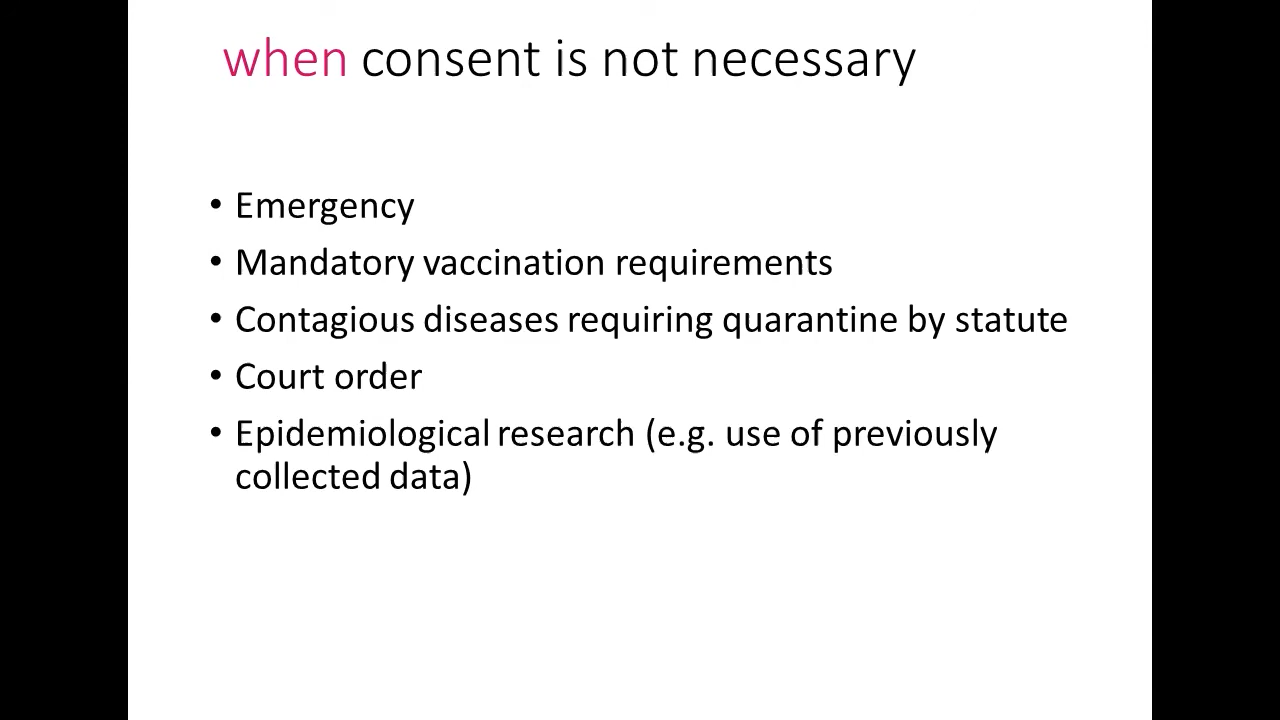 when consent is not necessary
• Emergency
• Mandatory vaccination requirements
• Contagious diseases requiring quarantine by statute
• Court order
• Epidemiological research (e.g. use of previously
collected data)